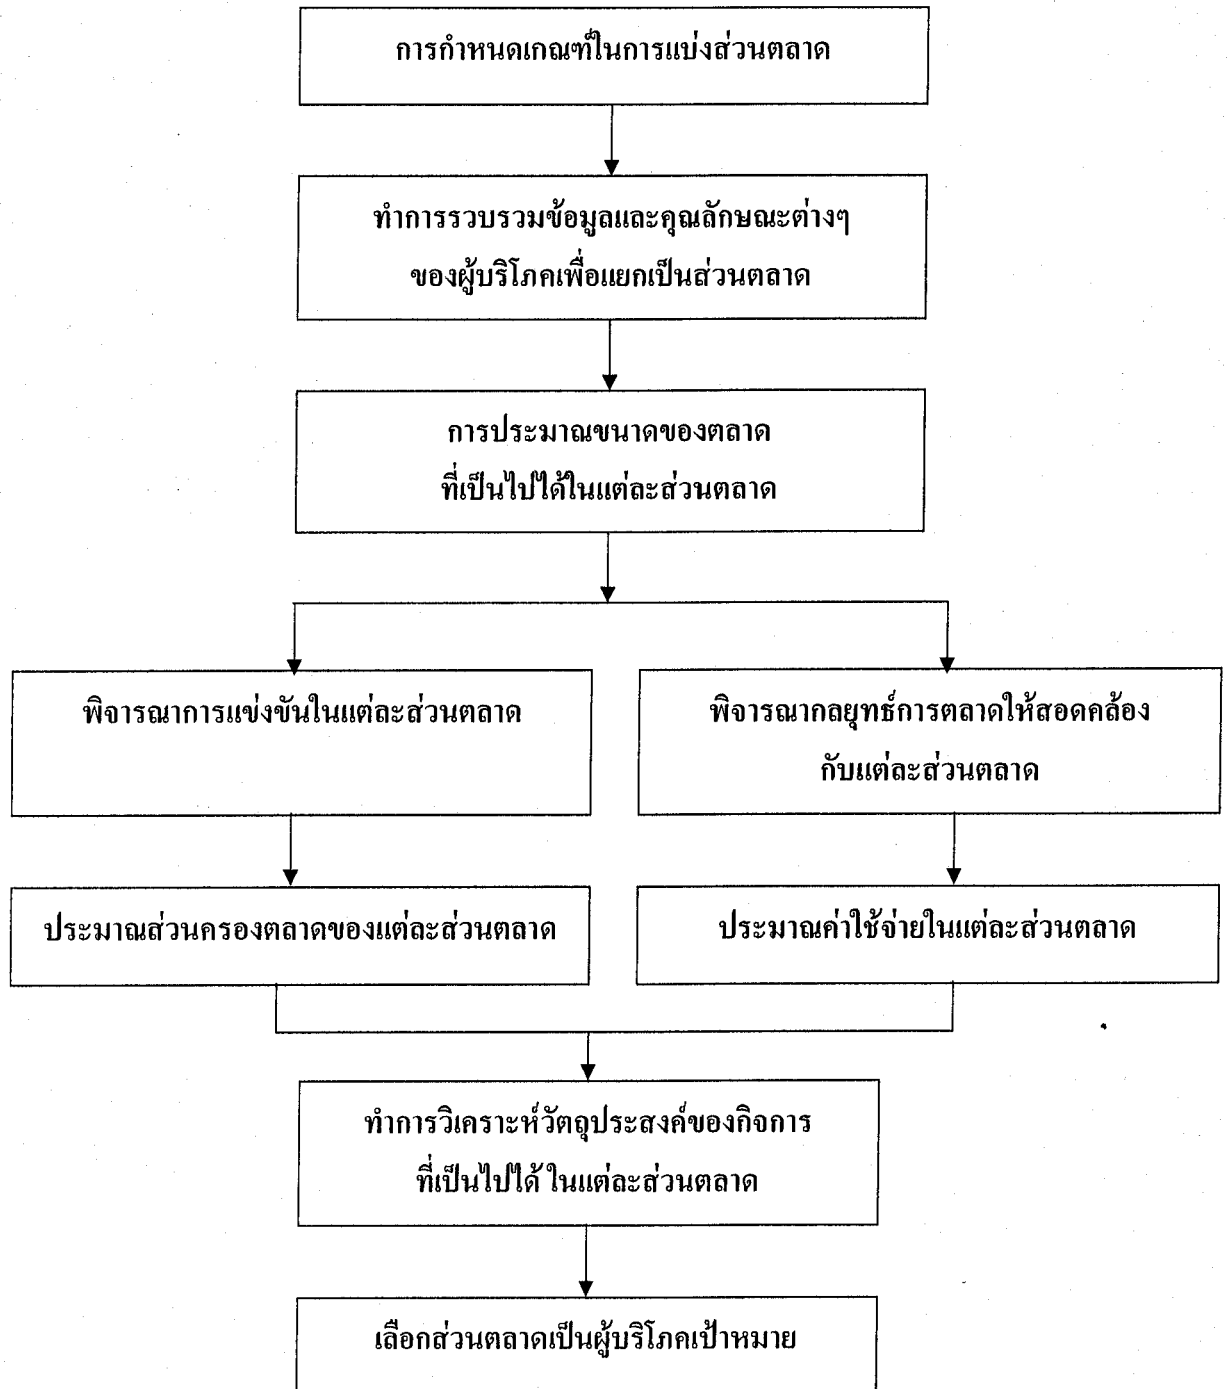 การกำหนดเกณฑ์ในการแบ่งส่วนตลาด
ทำการรวบรวมข้อมูลและคุณลักษณะต่างๆ
ของผู้บริโภคเพื่อแยกเป็นส่วนตลาด
การประมาณขนาดของตลาด
ที่เป็นไปได้ในแต่ละส่วนตลาด
พิจารณาการแข่งขันในแต่ละส่วนตลาด
พิจารณากลยุทธ์การตลาดให้สอดคล้อง
กับแต่ละส่วนตลาด
ประมาณส่วนครองตลาดของแต่ละส่วนตลาด
ประมาณค่าใช้จ่ายในแต่ละส่วนตลาด
ทำการวิเคราะห์วัตถุประสงค์ของกิจการ
ที่เป็นไปได้ ในแต่ละส่วนตลาด
เลือกส่วนตลาดเป็นผู้บริโภคเป้าหมาย